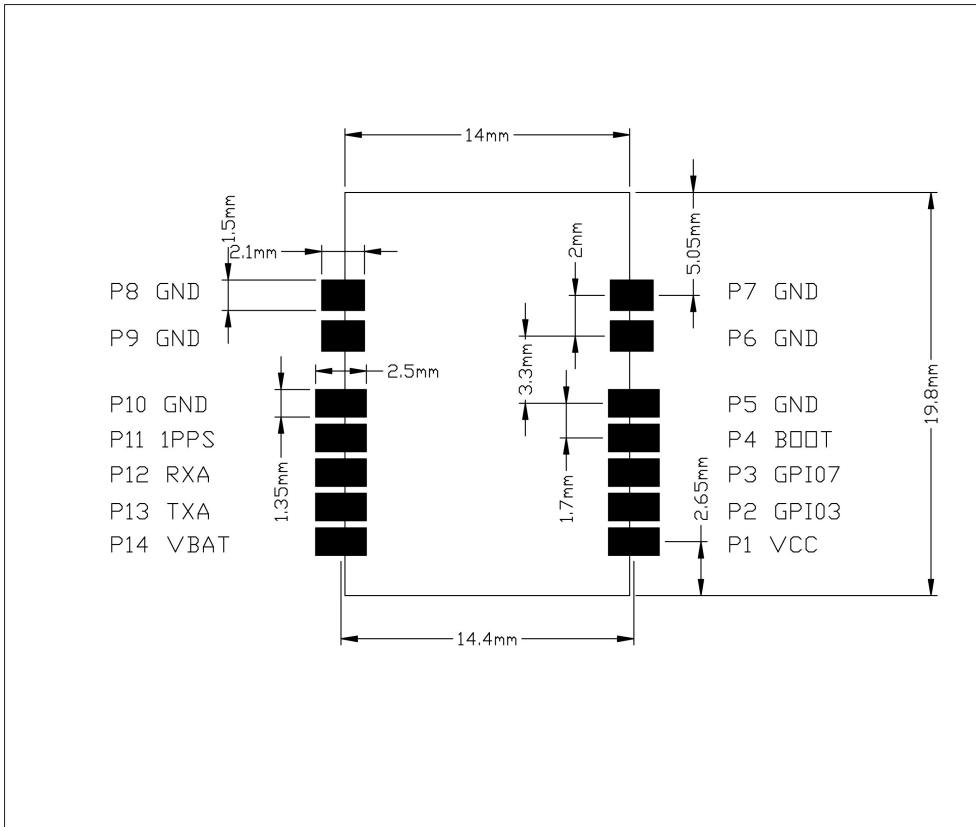 14mm
1.5mm
2.1mm
2mm
5.05mm
P8 GND
P7 GND
P9 GND
P6 GND
2.5mm
3.3mm
19.8mm
P10 GND
P5 GND
P11 1PPS
P4 BOOT
P12 RXA
P3 GPIO7
1.35mm
1.7mm
2.65mm
P13 TXA
P2 GPIO3
P14 VBAT
P1 VCC
14.4mm